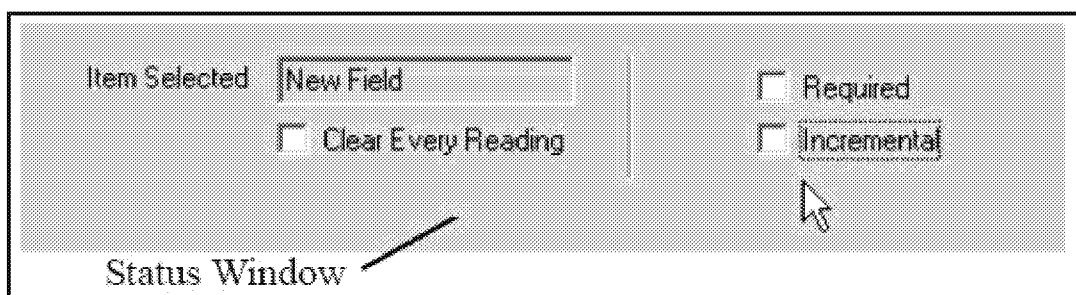 Item Selected New Field Required
Clear Every Reading Incremental
Status Window